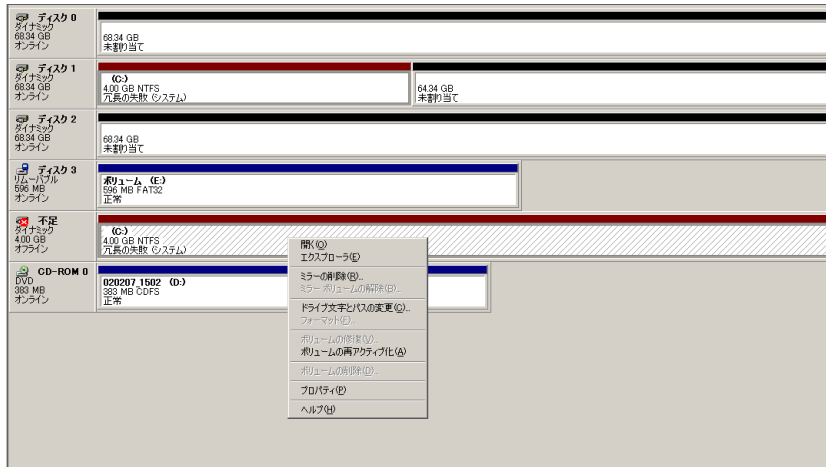 ディスク 0
ダイナミック
68.34 GB
オンライン
68.34 GB
未割り当て
ディスク 1
ダイナミック
68.34 GB
オンライン
(C:)
4.00 GB NTFS
冗長の失敗 (システム)
64.34 GB
未割り当て
ディスク 2
ダイナミック
68.34 GB
オンライン
68.34 GB
未割り当て
ディスク 3
リムーバブル
596 MB
オンライン
ボリューム (E:)
596 MB FAT32
正常
不足
ダイナミック
4.00 GB
オフライン
(C:)
4.00 GB NTFS
冗長の失敗 (システム)
CD-ROM 0
DVD
383 MB
オンライン
020207_1502 (D:)
383 MB CDFS
正常
開く(O)
エクスプローラ(E)
ミラーの削除(R)...
ミラー ボリュームの解除(B)...
ドライブ文字とパスの変更(C)...
フォーマット(F)...
ボリュームの修復(V)...
ボリュームの再アクティブ化(A)
ボリュームの削除(D)...
プロパティ(P)
ヘルプ(H)